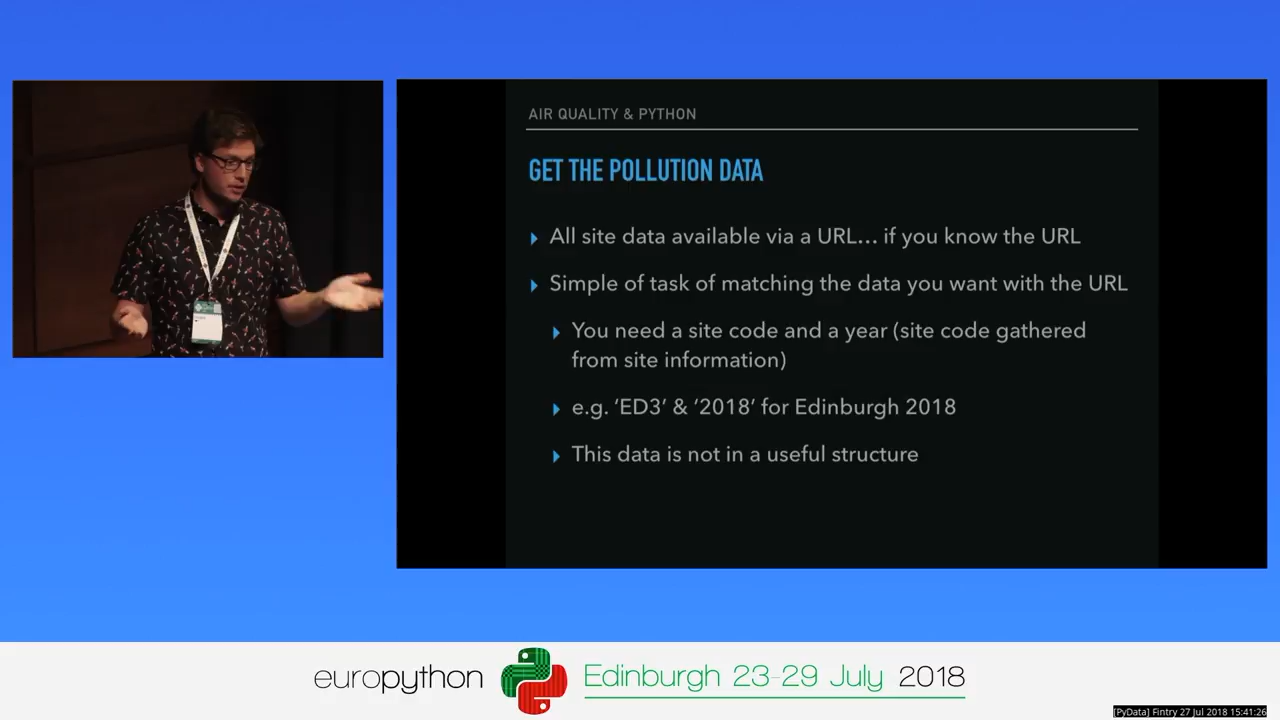 AIR QUALITY & PYTHON
GET THE POLLUTION DATA
All site data available via a URL... if you know the URL
Simple of task of matching the data you want with the URL
You need a site code and a year (site code gathered
from site information)
e.g. ‘ED3’ & ‘2018’ for Edinburgh 2018
This data is not in a useful structure
europython
Edinburgh 23-29 July 2018
[PyData] Fintry 27 Jul 2018 15:41:26